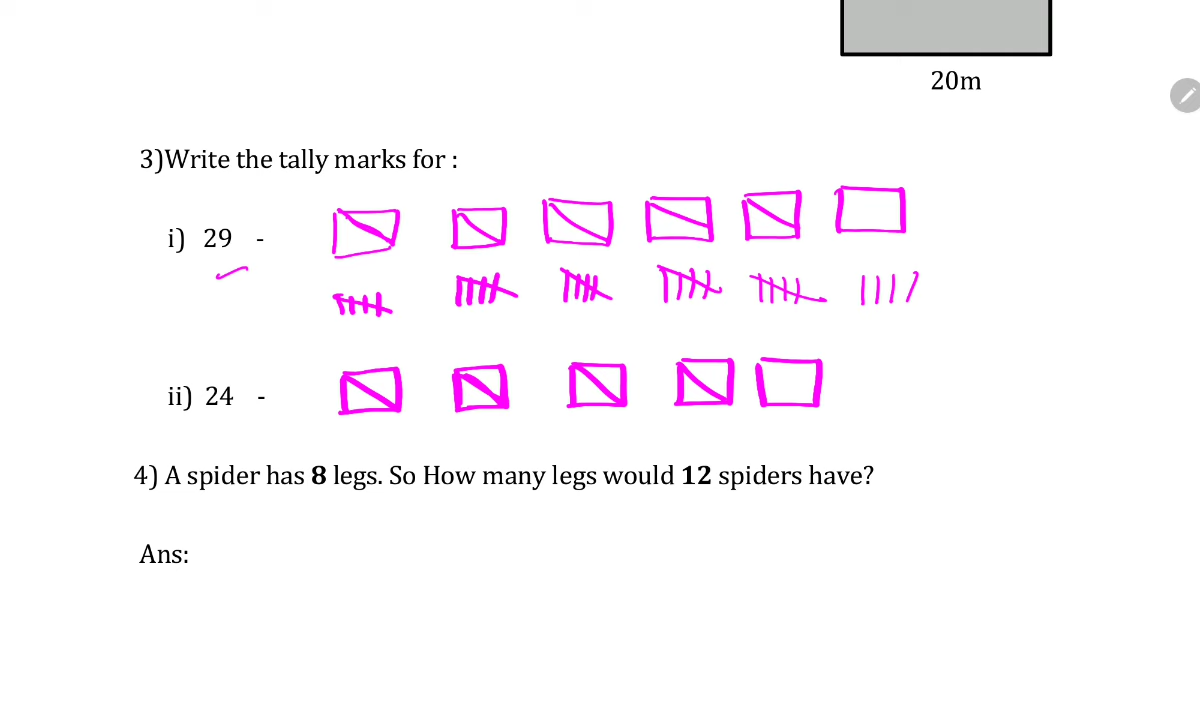 20m
3)Write the tally marks for :
i) 29 -
ii) 24 -
4) A spider has 8 legs. So How many legs would 12 spiders have?
Ans: